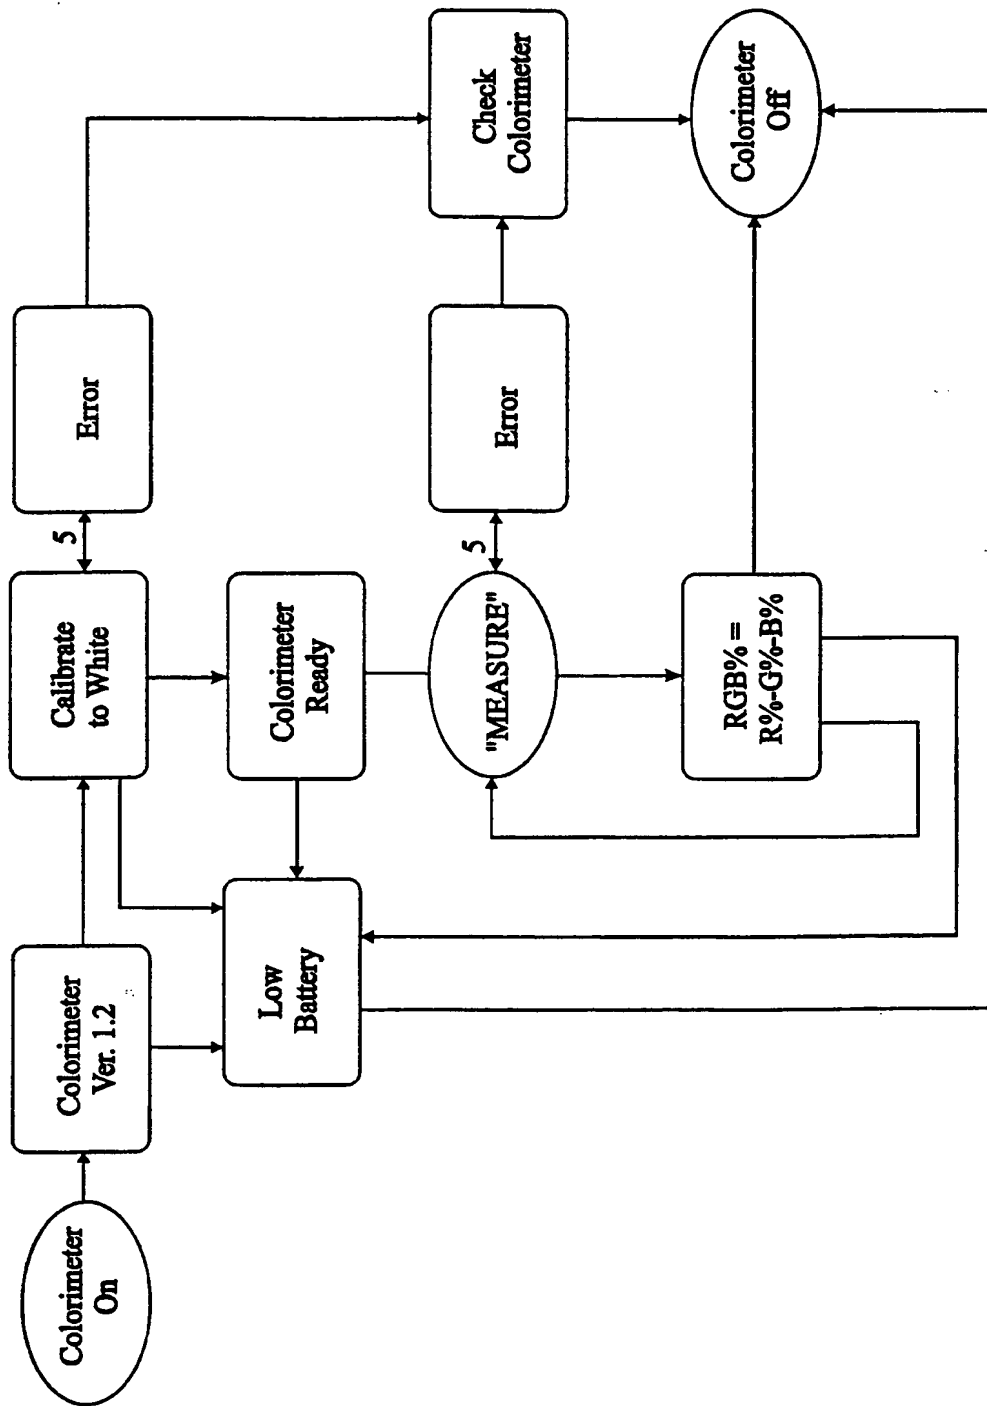 Colorimeter
On
Colorimeter
Ver. 1.2
Calibrate
to White
5
Error
Low
Battery
Colorimeter
Ready
"MEASURE"
5
Error
Check
Colorimeter
RGB% =
R%-G%-B%
Colorimeter
Off